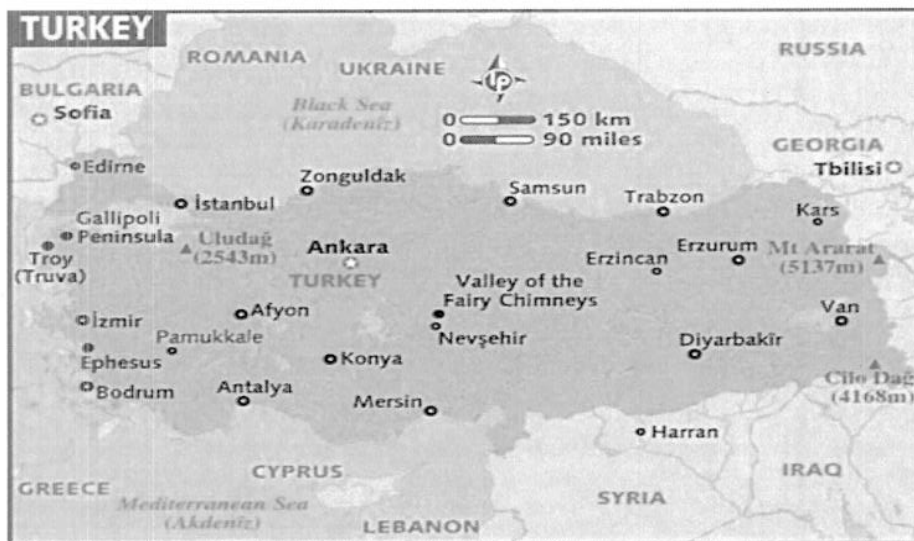 TURKEY
ROMANIA
UKRAINE
RUSSIA
BULGARIA
Sofia
Black Sea
(Karadeniz)
LP
0 150 km
0 90 miles
GEORGIA
Tbilisi
Edirne
Zonguldak
İstanbul
Samsun
Trabzon
Kars
Gallipoli
Peninsula
Troy
(Truva)
Uludağ
(2543m)
Ankara
TURKEY
Erzincan
Erzurum
Mt Ararat
(5137m)
Valley of the
Fairy Chimneys
Nevşehir
Afyon
İzmir
Pamukkale
Ephesus
Konya
Van
Diyarbakîr
Bodrum
Antalya
Mersin
Cilo Dağ
(4168m)
Harran
CYPRUS
GREECE
Mediterranean Sea
(Akdeniz)
LEBANON
SYRIA
IRAQ